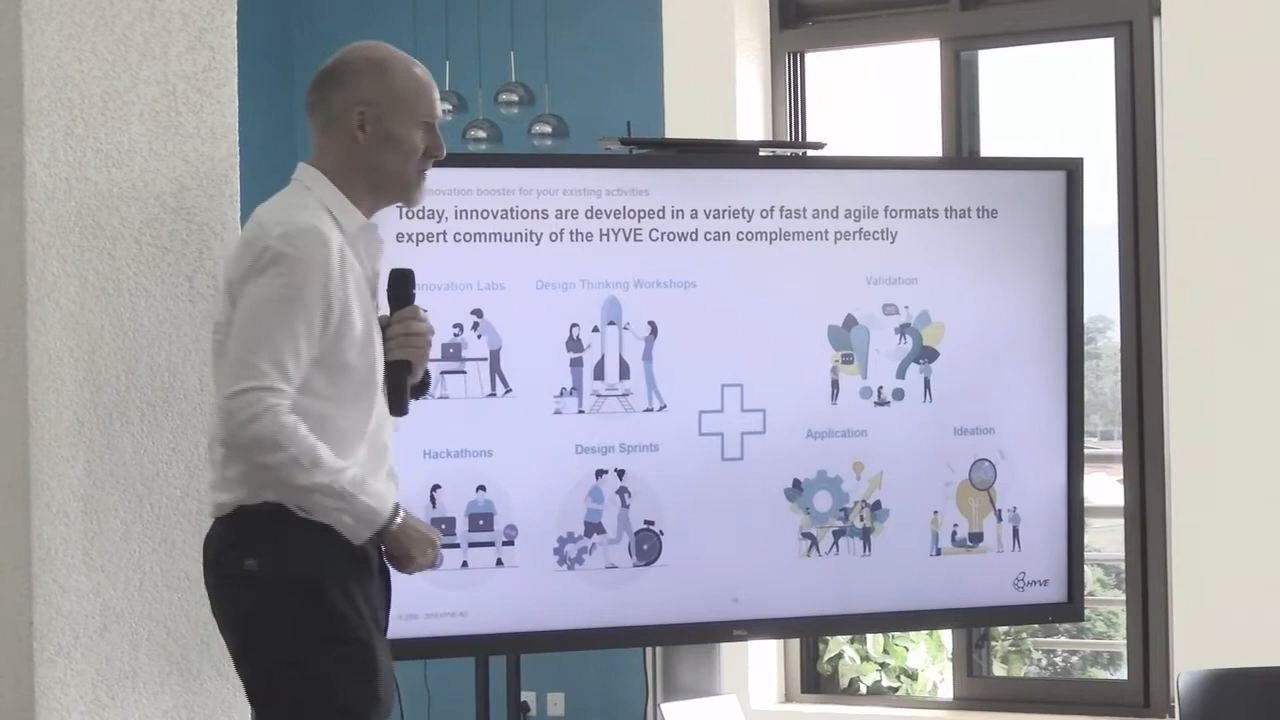 novation booster for your existing activities
Today, innovations are developed in a variety of fast and agile formats that the
expert community of the HYVE Crowd can complement perfectly
nnovation Labs
Design Thinking Workshops
Validation
Hackathons
Design Sprints
Application
Ideation
HYVE
DELL